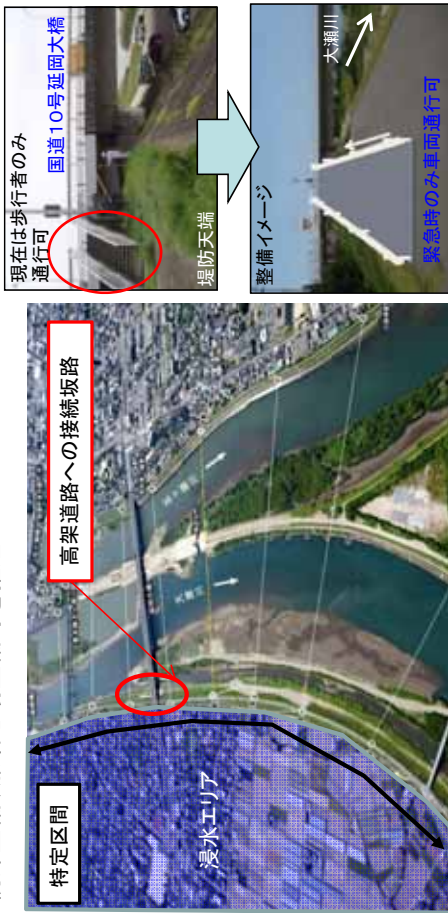 特定区間
浸水エリア
高架道路への接続坂路
現在は歩行者のみ
通行可
国道10号延岡大橋
堤防天端
整備イメージ
大瀬川
緊急時のみ車両通行可